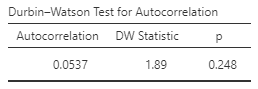 Durbin–Watson Test for Autocorrelation
Autocorrelation DW Statistic p
0.0537 1.89 0.248